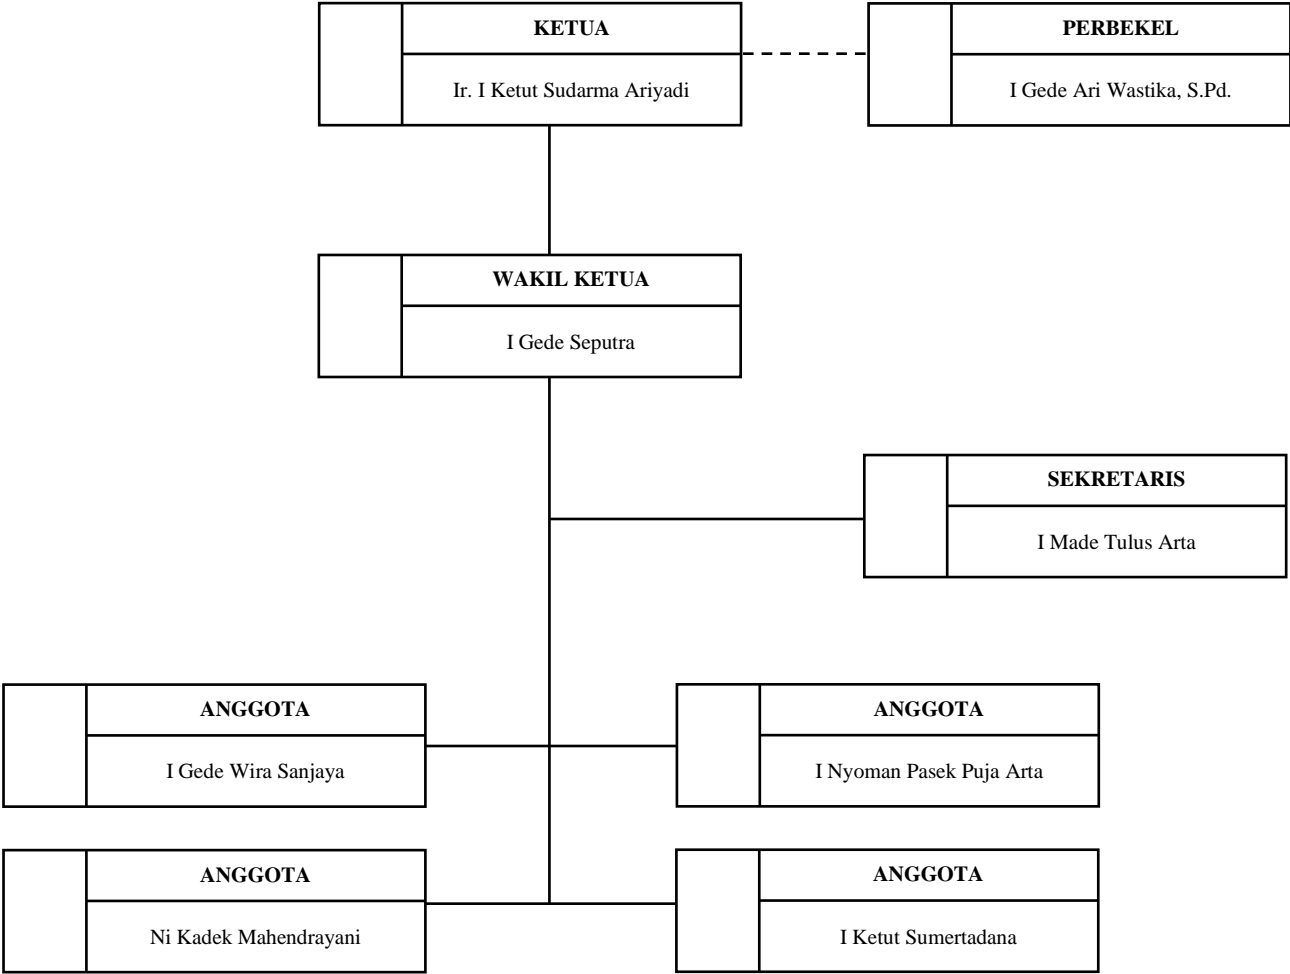 KETUA
Ir. I Ketut Sudarma Ariyadi
PERBEKEL
I Gede Ari Wastika, S.Pd.
WAKIL KETUA
I Gede Seputra
SEKRETARIS
I Made Tulus Arta
ANGGOTA
I Gede Wira Sanjaya
ANGGOTA
I Nyoman Pasek Puja Arta
ANGGOTA
Ni Kadek Mahendrayani
ANGGOTA
I Ketut Sumertadana